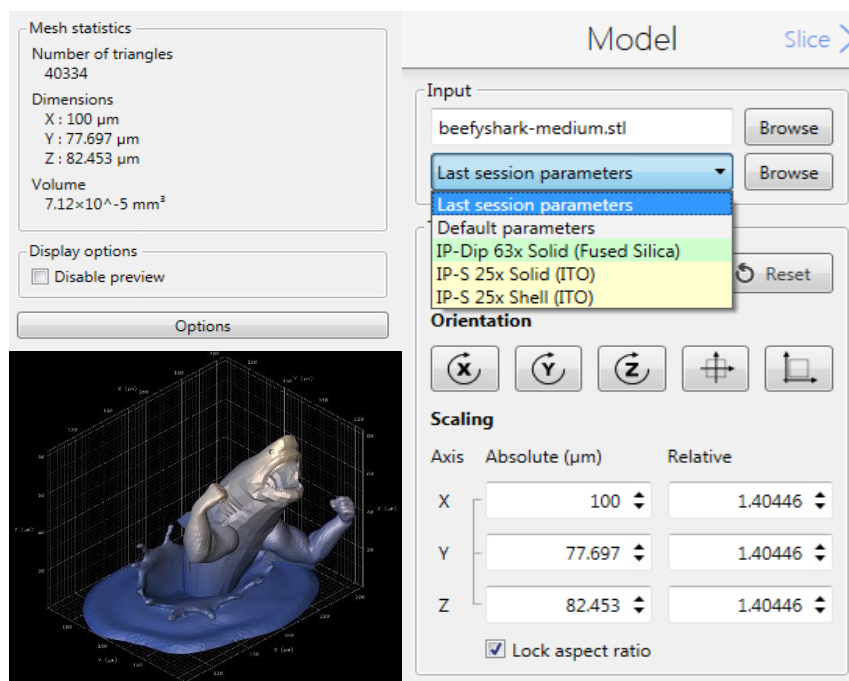 Mesh statistics
Number of triangles
40334
Dimensions
X : 100 µm
Y : 77.697 µm
Z : 82.453 µm
Volume
7.12×10^-5 mm³
Display options
Disable preview
Options
Model
Slice
Input
beefyshark-medium.stl
Browse
Last session parameters
Browse
Last session parameters
Default parameters
IP-Dip 63x Solid (Fused Silica)
IP-S 25x Solid (ITO)
IP-S 25x Shell (ITO)
Reset
Orientation
X Y Z
Scaling
Axis Absolute (µm) Relative
X 100 1.40446
Y 77.697 1.40446
Z 82.453 1.40446
Lock aspect ratio